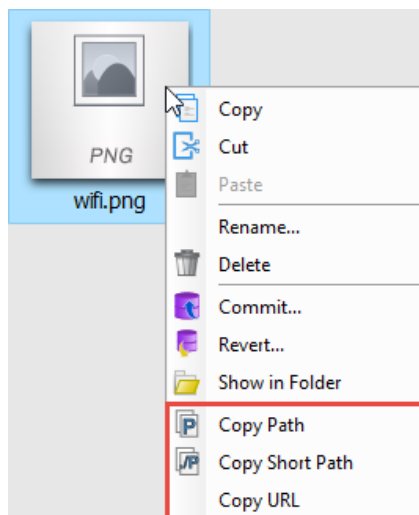 PNG
wifi.png
Copy
Cut
Paste
Rename...
Delete
Commit...
Revert...
Show in Folder
P
Copy Path
/P
Copy Short Path
Copy URL